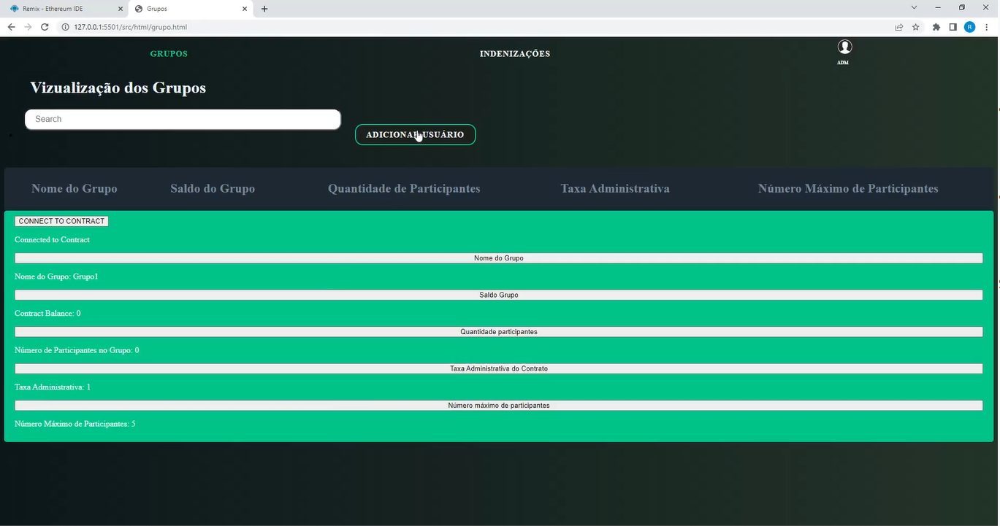 Remix - Ethereum IDE
Grupos
127.0.0.1:5501/src/html/grupo.html
R
GRUPOS
INDENIZAÇÕES
ADM
Vizualização dos Grupos
Search
ADICIONAR USUÁRIO
Nome do Grupo
Saldo do Grupo
Quantidade de Participantes
Taxa Administrativa
Número Máximo de Participantes
CONNECT TO CONTRACT
Connected to Contract
Nome do Grupo
Nome do Grupo: Grupo1
Saldo Grupo
Contract Balance: 0
Quantidade participantes
Número de Participantes no Grupo: 0
Taxa Administrativa do Contrato
Taxa Administrativa: 1
Número máximo de participantes
Número Máximo de Participantes: 5